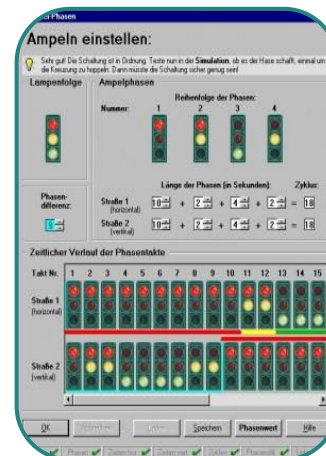 Phasen
Ampeln einstellen:
Sehr gut! Die Schaltung ist in Ordnung. Teste nun in der Simulation, ob es der Hase schafft, einmal um
die Kreuzung zu hoppeln. Dann müsste die Schaltung sicher genug sein!
Lampenfolge Ampelphasen
Reihenfolge der Phasen:
Nummer: 1 2 3 4
Länge der Phasen (in Sekunden): Zyklus:
Phasen-
differenz:
Straße 1 10 + 2 + 4 + 2 = 18
(horizontal)
Straße 2 10 + 2 + 4 + 2 = 18
(vertikal)
Zeitlicher Verlauf der Phasentakte
Takt Nr. 1 2 3 4 5 6 7 8 9 10 11 12 13 14 15
Straße 1
(horizontal)
Straße 2
(vertikal)
OK Speichern Phasenwert Hilfe